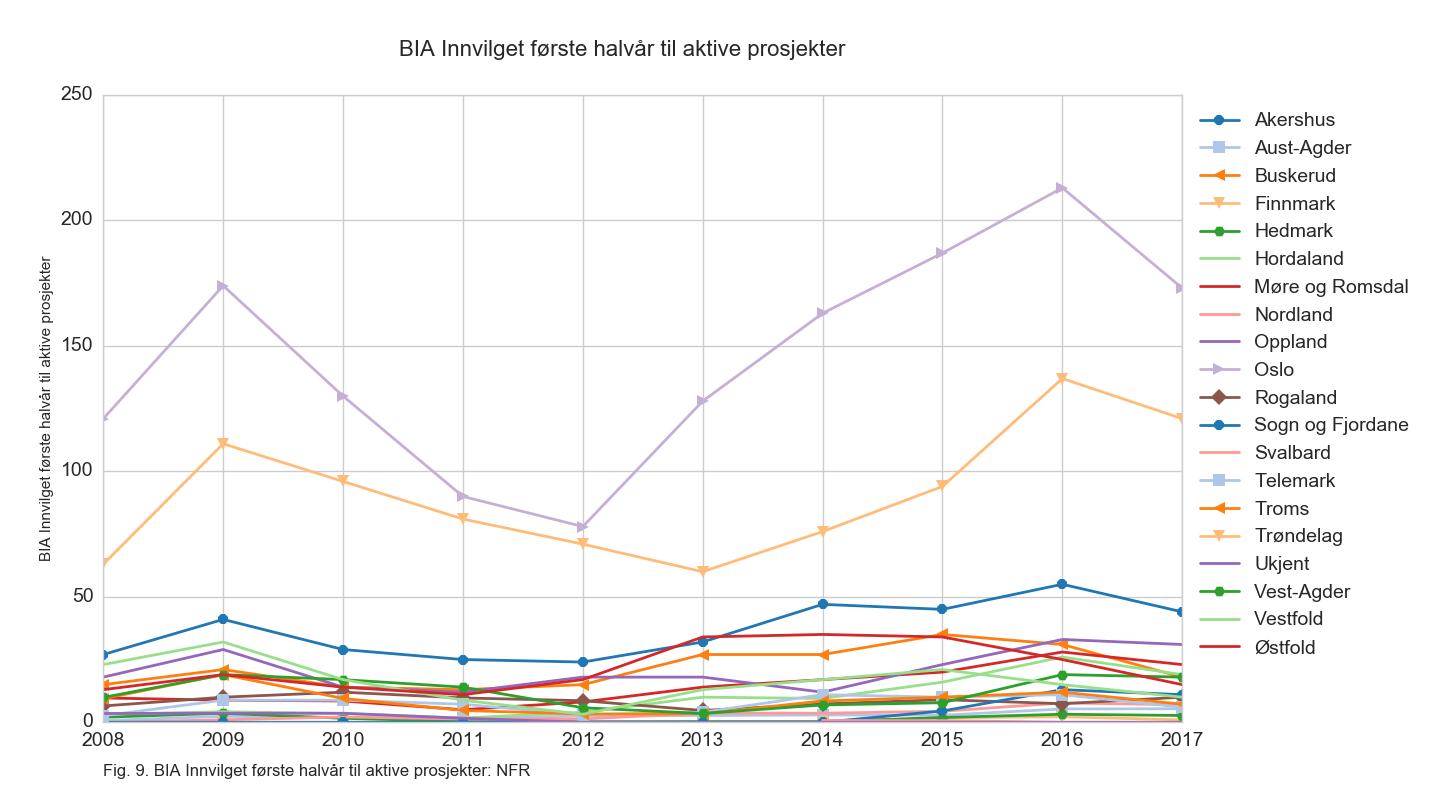 BIA Innvilget første halvår til aktive prosjekter
BIA Innvilget første halvår til aktive prosjekter
250
200
150
100
50
0
2008 2009 2010 2011 2012 2013 2014 2015 2016 2017
Akershus
Aust-Agder
Buskerud
Finnmark
Hedmark
Hordaland
Møre og Romsdal
Nordland
Oppland
Oslo
Rogaland
Sogn og Fjordane
Svalbard
Telemark
Troms
Trøndelag
Ukjent
Vest-Agder
Vestfold
Østfold
Fig. 9. BIA Innvilget første halvår til aktive prosjekter: NFR